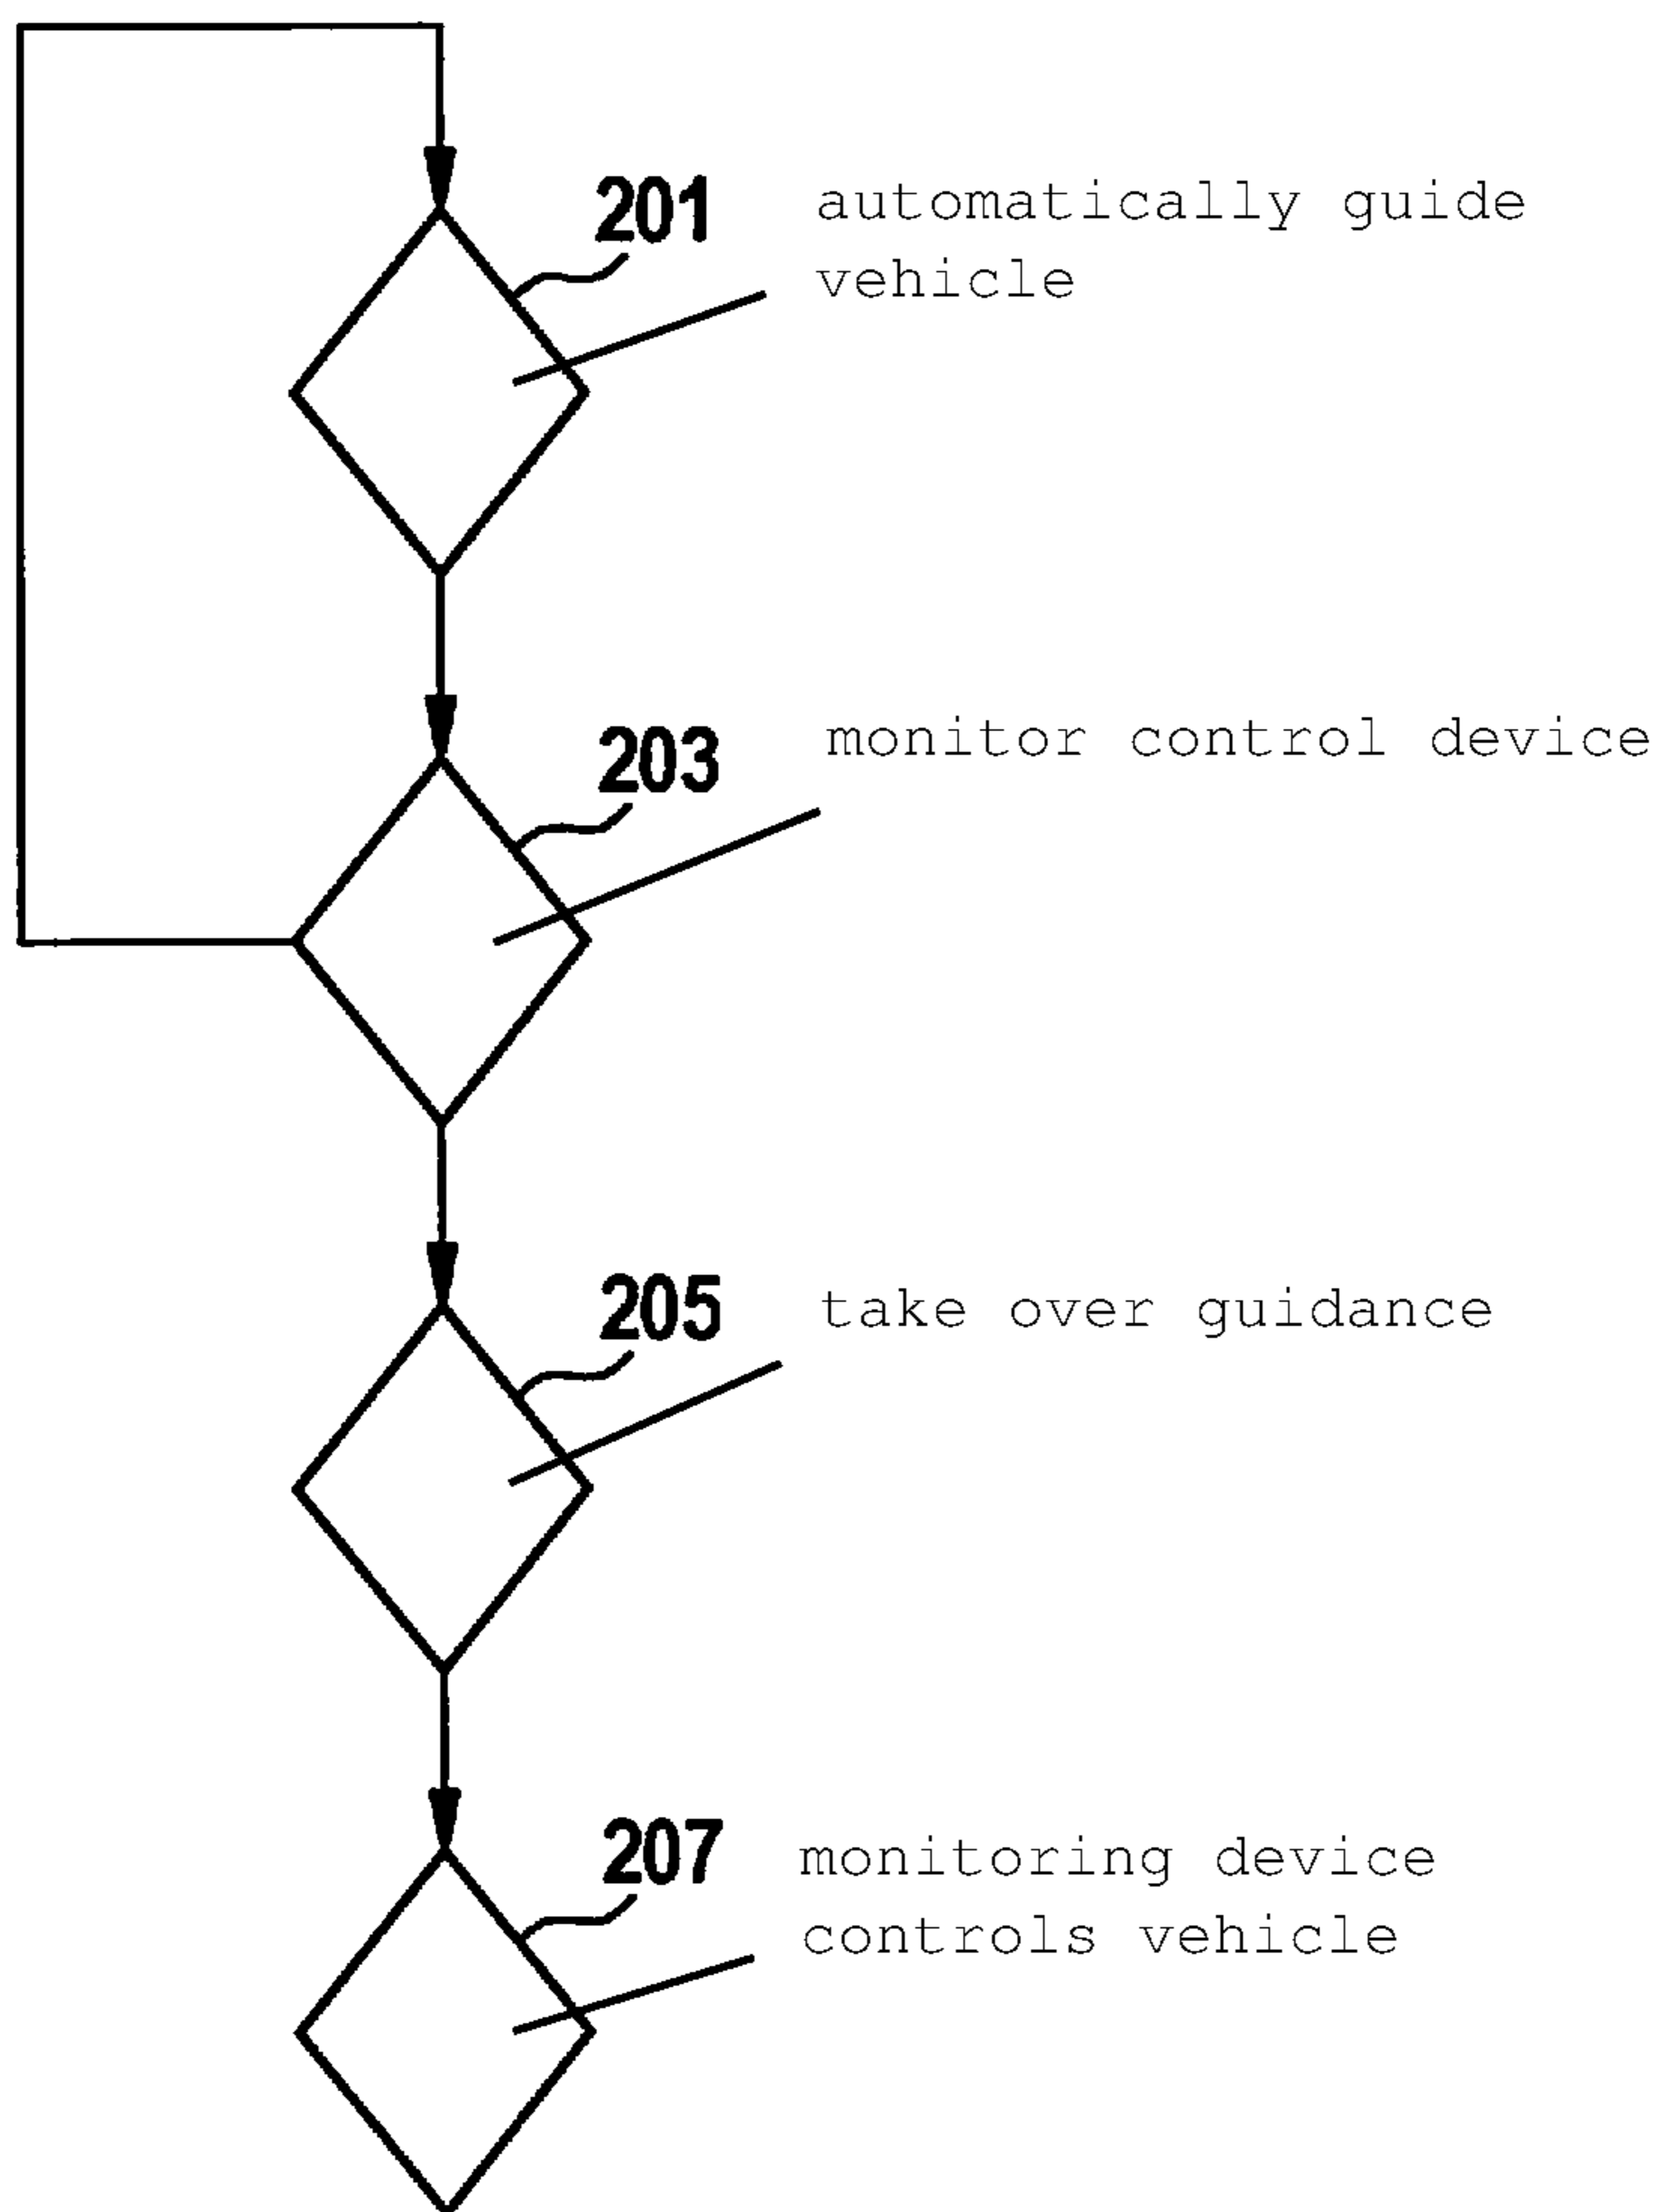 201
automatically guide
vehicle
203
monitor control device
205
take over guidance
207
monitoring device
controls vehicle